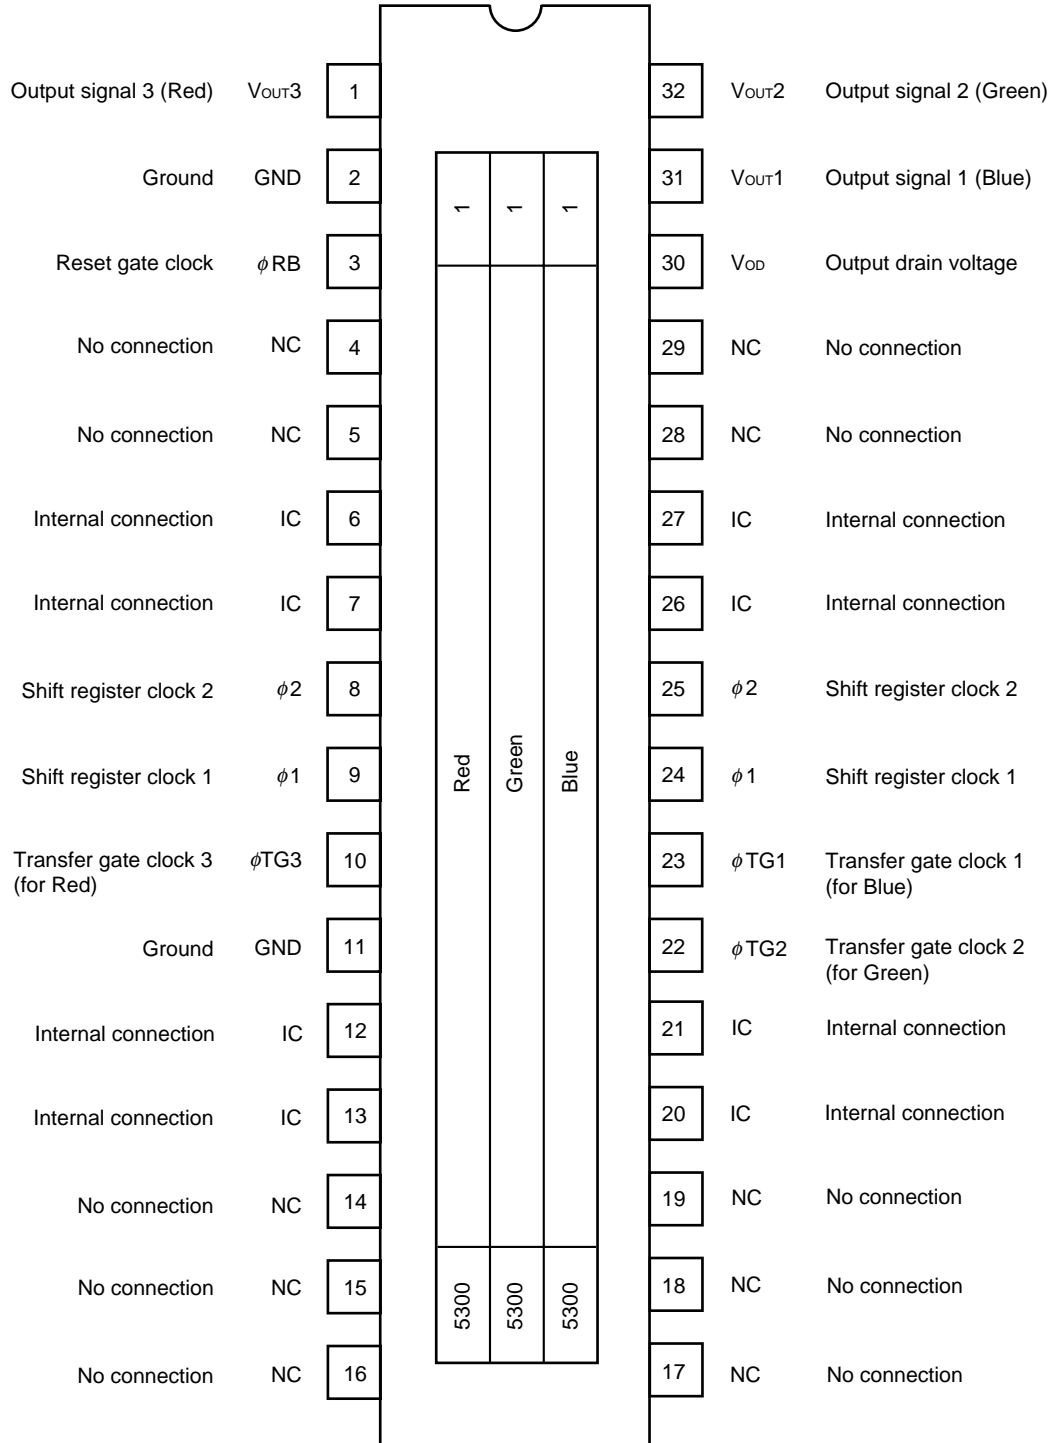 Output signal 3 (Red) VOUT3 1 32 VOUT2 Output signal 2 (Green)
Ground GND 2 31 VOUT1 Output signal 1 (Blue)
1 1 1
Reset gate clock ϕRB 3 30 VOD Output drain voltage
No connection NC 4 29 NC No connection
No connection NC 5 28 NC No connection
Internal connection IC 6 27 IC Internal connection
Internal connection IC 7 26 IC Internal connection
Shift register clock 2 ϕ2 8 25 ϕ2 Shift register clock 2
Red Green Blue
Shift register clock 1 ϕ1 9 24 ϕ1 Shift register clock 1
Transfer gate clock 3 ϕTG3 10 23 ϕTG1 Transfer gate clock 1
(for Red) (for Blue)
Ground GND 11 22 ϕTG2 Transfer gate clock 2
(for Green)
Internal connection IC 12 21 IC Internal connection
Internal connection IC 13 20 IC Internal connection
No connection NC 14 19 NC No connection
No connection NC 15 18 NC No connection
5300 5300 5300
No connection NC 16 17 NC No connection